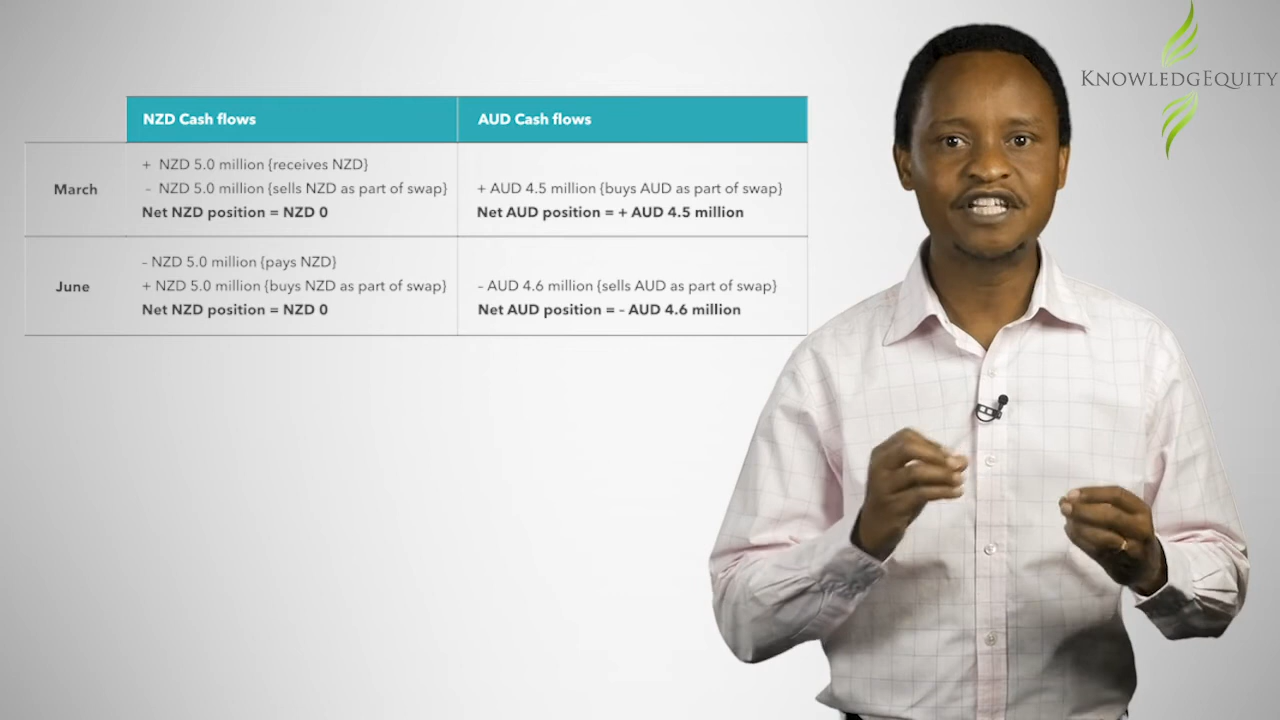 KNOWLEDGEQUITY
NZD Cash flows
AUD Cash flows
March
+ NZD 5.0 million {receives NZD}
– NZD 5.0 million {sells NZD as part of swap}
Net NZD position = NZD 0
+ AUD 4.5 million {buys AUD as part of swap}
Net AUD position = + AUD 4.5 million
June
– NZD 5.0 million {pays NZD}
+ NZD 5.0 million {buys NZD as part of swap}
Net NZD position = NZD 0
– AUD 4.6 million {sells AUD as part of swap}
Net AUD position = – AUD 4.6 million